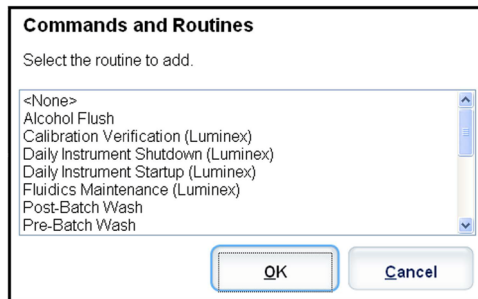 Commands and Routines
Select the routine to add.
<None>
Alcohol Flush
Calibration Verification (Luminex)
Daily Instrument Shutdown (Luminex)
Daily Instrument Startup (Luminex)
Fluidics Maintenance (Luminex)
Post-Batch Wash
Pre-Batch Wash
OK Cancel